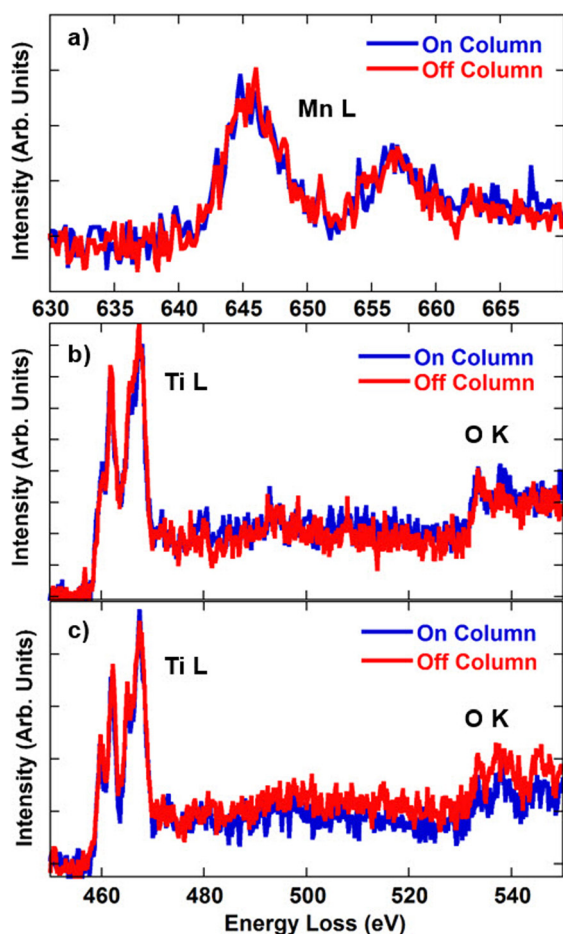 a)
On Column
Off Column
Mn L
Intensity (Arb. Units)
630 635 640 645 650 655 660 665
b)
On Column
Off Column
Ti L
O K
Intensity (Arb. Units)
c)
On Column
Off Column
Ti L
O K
Intensity (Arb. Units)
460 480 500 520 540
Energy Loss (eV)